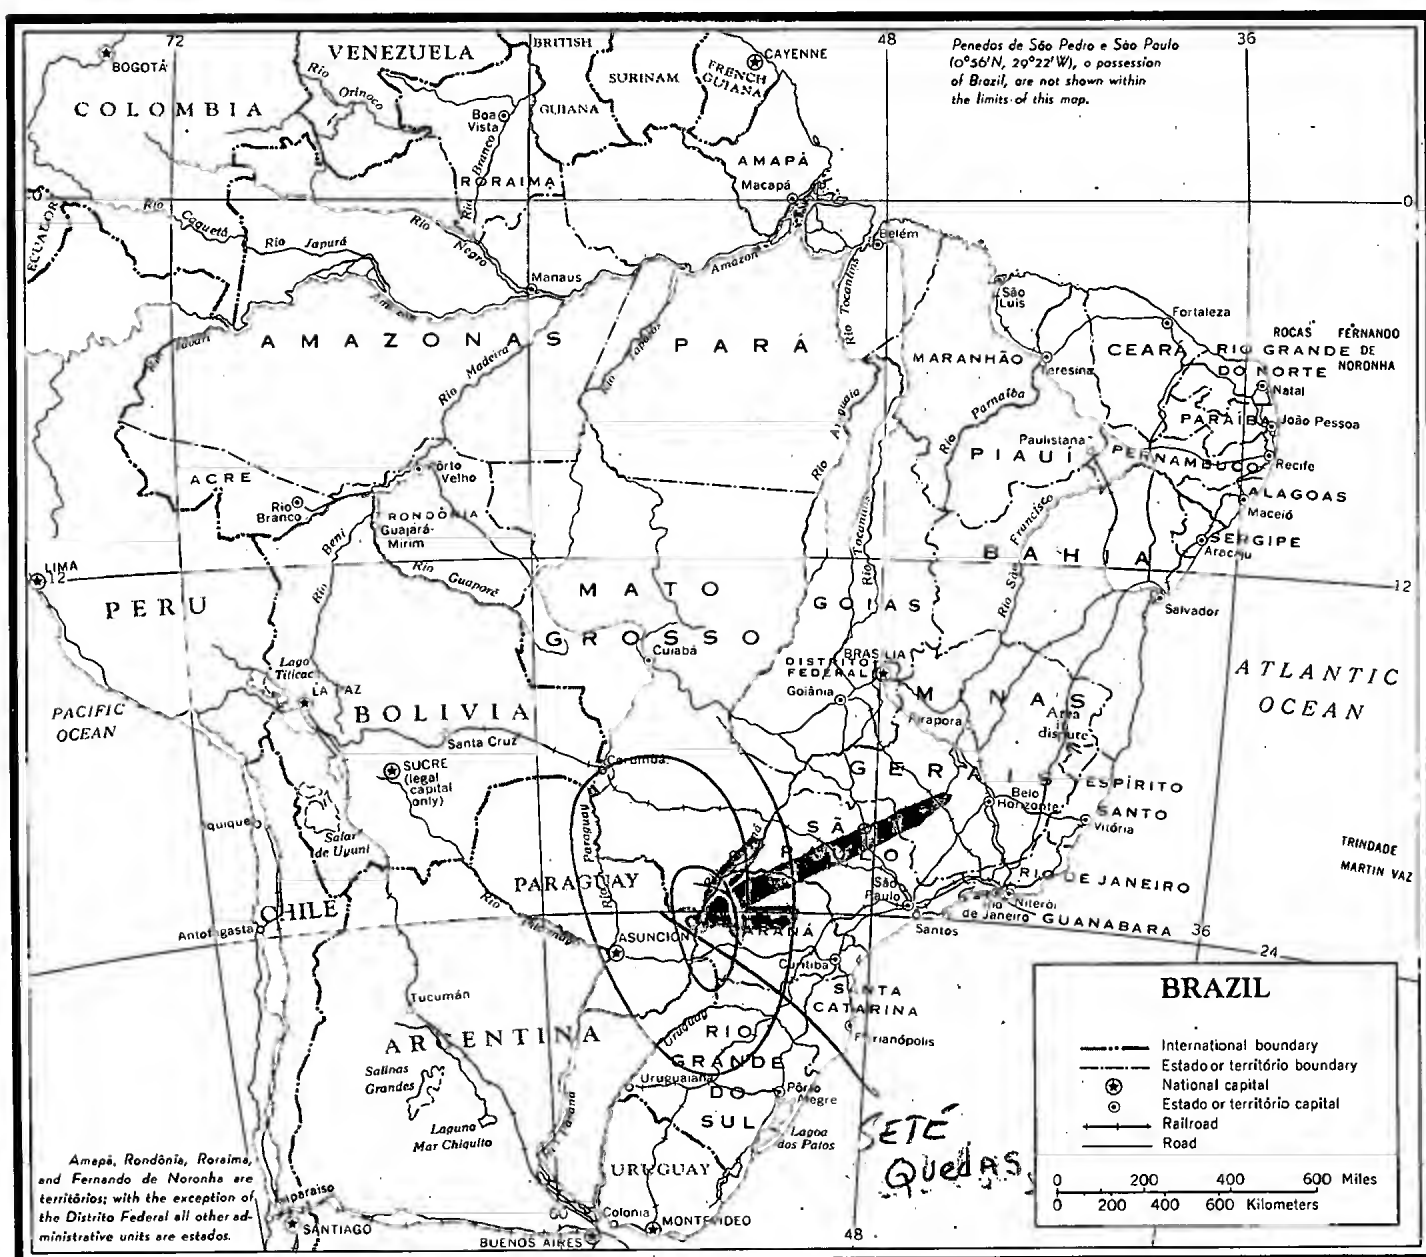 72
48
36
VENEZUELA
BRITISH
GUIANA
SURINAM
FRENCH
GUIANA
CAYENNE
Penedos de São Pedro e São Paulo
(0°56'N, 29°22'W), a possession
of Brazil, are not shown within
the limits of this map.
BOGOTÁ
COLOMBIA
Rio
Orinoco
Boa
Vista
Rio Branco
RORAIMA
AMAPÁ
Macapá
0
0
ECUADOR
Rio
Caquetá
Rio Japurá
Rio
Negro
Manaus
Amazon
Belém
Rio Tocantins
São
Luís
Fortaleza
ROCAS
FERNANDO
DE
NORONHA
AMAZONAS
PARÁ
MARANHÃO
CEARÁ
RIO GRANDE
DO NORTE
Natal
Teresina
Rio Madeira
Rio
Rio Parnaíba
PARAÍBA
João Pessoa
Paulistana
PIAUÍ
PERNAMBUCO
Recife
ACRE
Rio
Branco
Pôrto
Velho
RONDÔNIA
Guajará-
Mirim
ALAGOAS
Maceió
SERGIPE
Aracaju
Rio São Francisco
BAHIA
Rio Tocantins
Rio Beni
Rio
Guaporé
LIMA
12
12
PERU
MATO
GROSSO
GOIAS
Salvador
Cuiabá
BRASILIA
DISTRITO
FEDERAL
Goiânia
Lago
Titicac
LA PAZ
PACIFIC
OCEAN
ATLANTIC
OCEAN
BOLIVIA
Santa Cruz
MINAS
GERAIS
Pirapora
SUCRE
(legal
capital
only)
Corumbá
Belo
Horizonte
ESPÍRITO
SANTO
Vitória
Salar
de Uyuni
Iquique
Paraguay
SÃO
PAULO
TRINDADE
MARTIN VAZ
PARAGUAY
Rio
São
Paulo
RIO DE JANEIRO
Niterói
de Janeiro
GUANABARA
36
24
CHILE
Antofagasta
ASUNCIÓN
PARANÁ
Santos
Curitiba
SANTA
CATARINA
Florianópolis
Tucumán
ARGENTINA
Salinas
Grandes
Uruguay
RIO
GRANDE
DO
SUL
Uruguaiana
Pôrto
Alegre
Laguna
Mar Chiquita
Lagoa
dos Patos
URUGUAY
SETÉ
QUEDAS
Amapá, Rondônia, Roraima,
and Fernando de Noronha are
territórios; with the exception of
the Distrito Federal all other ad-
ministrative units are estados.
SANTIAGO
60
Colonia
MONTEVIDEO
BUENOS AIRES
48
BRAZIL
International boundary
Estado or território boundary
National capital
Estado or território capital
Railroad
Road
0 200 400 600 Miles
0 200 400 600 Kilometers